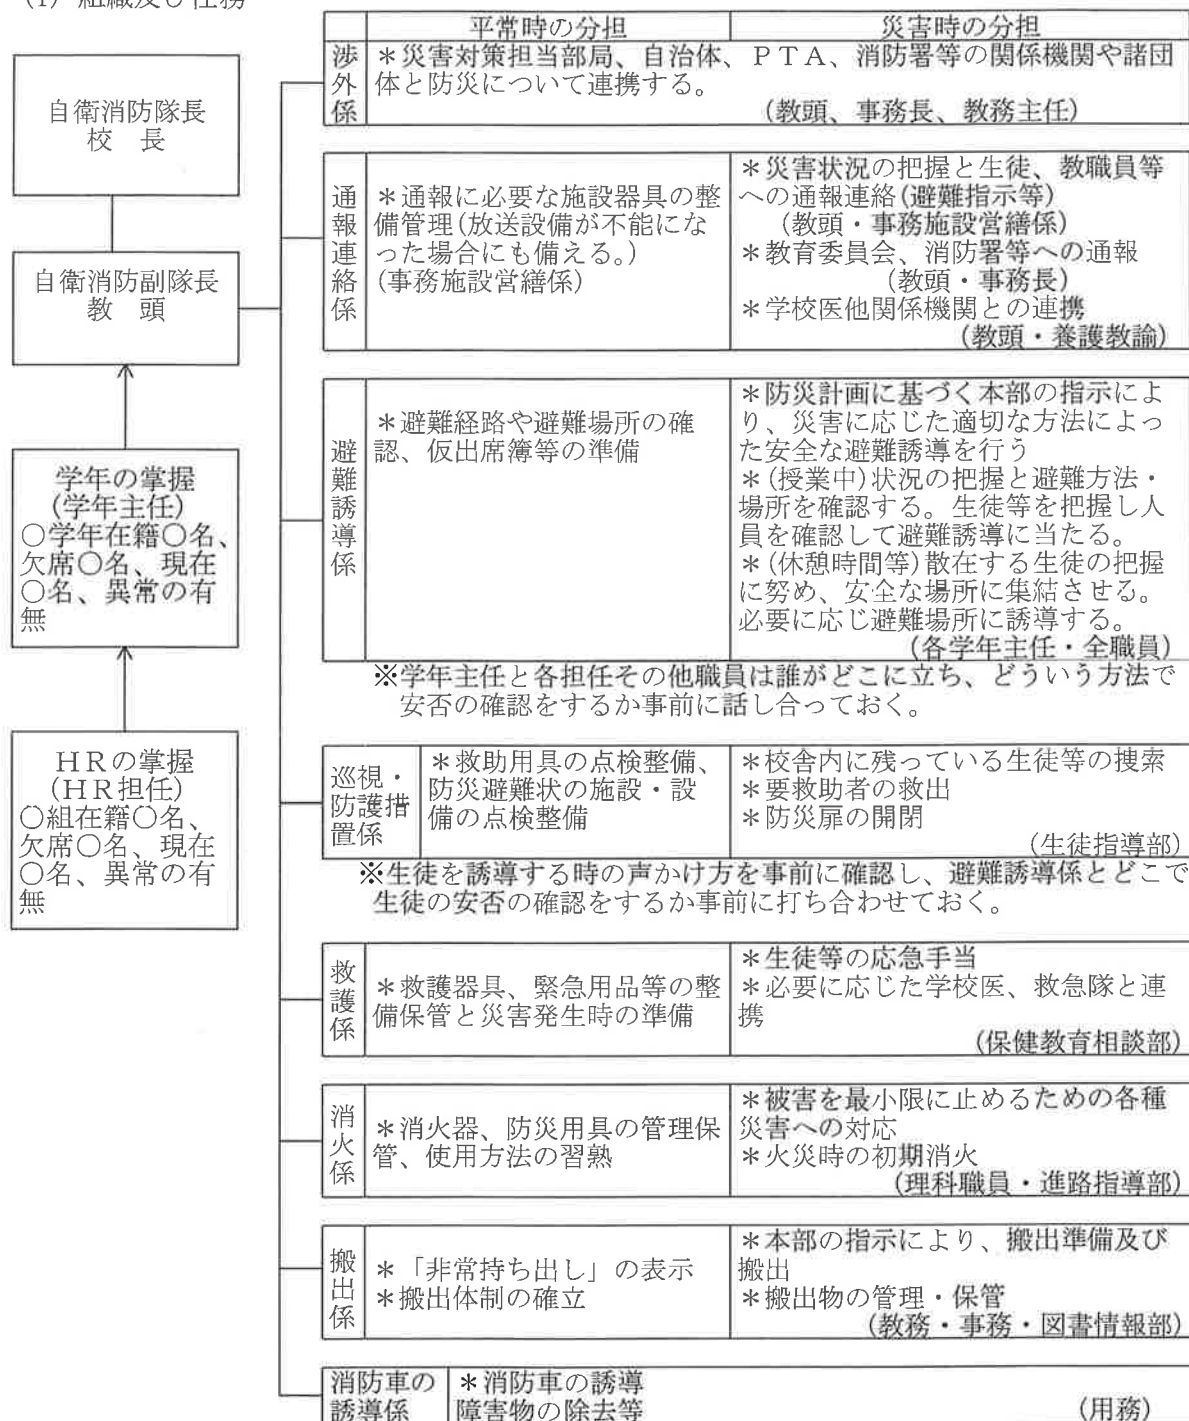 (1) 組織及び任務
自衛消防隊長
校　長
自衛消防副隊長
教　頭
学年の掌握
(学年主任)
○学年在籍○名、
欠席○名、現在
○名、異常の有
無
ＨＲの掌握
(ＨＲ担任)
○組在籍○名、
欠席○名、現在
○名、異常の有
無
平常時の分担
災害時の分担
渉外係
＊災害対策担当部局、自治体、ＰＴＡ、消防署等の関係機関や諸団
体と防災について連携する。
(教頭、事務長、教務主任)
通報連絡係
＊通報に必要な施設器具の整
備管理(放送設備が不能にな
った場合にも備える。)
(事務施設営繕係)
＊災害状況の把握と生徒、教職員等
への通報連絡(避難指示等)
(教頭・事務施設営繕係)
＊教育委員会、消防署等への通報
(教頭・事務長)
＊学校医他関係機関との連携
(教頭・養護教諭)
避難誘導係
＊避難経路や避難場所の確
認、仮出席簿等の準備
＊防災計画に基づく本部の指示によ
り、災害に応じた適切な方法によっ
た安全な避難誘導を行う
＊(授業中)状況の把握と避難方法・
場所を確認する。生徒等を把握し人
員を確認して避難誘導に当たる。
＊(休憩時間等)散在する生徒の把握
に努め、安全な場所に集結させる。
必要に応じ避難場所に誘導する。
(各学年主任・全職員)
※学年主任と各担任その他職員は誰がどこに立ち、どういう方法で
安否の確認をするか事前に話し合っておく。
巡視・
防護措
置係
＊救助用具の点検整備、
防災避難状の施設・設
備の点検整備
＊校舎内に残っている生徒等の捜索
＊要救助者の救出
＊防災扉の開閉
(生徒指導部)
※生徒を誘導する時の声かけ方を事前に確認し、避難誘導係とどこで
生徒の安否の確認をするか事前に打ち合わせておく。
救護係
＊救護器具、緊急用品等の整
備保管と災害発生時の準備
＊生徒等の応急手当
＊必要に応じた学校医、救急隊と連
携
(保健教育相談部)
消火係
＊消火器、防災用具の管理保
管、使用方法の習熟
＊被害を最小限に止めるための各種
災害への対応
＊火災時の初期消火
(理科職員・進路指導部)
搬出係
＊「非常持ち出し」の表示
＊搬出体制の確立
＊本部の指示により、搬出準備及び
搬出
＊搬出物の管理・保管
(教務・事務・図書情報部)
消防車の
誘導係
＊消防車の誘導
障害物の除去等
(用務)